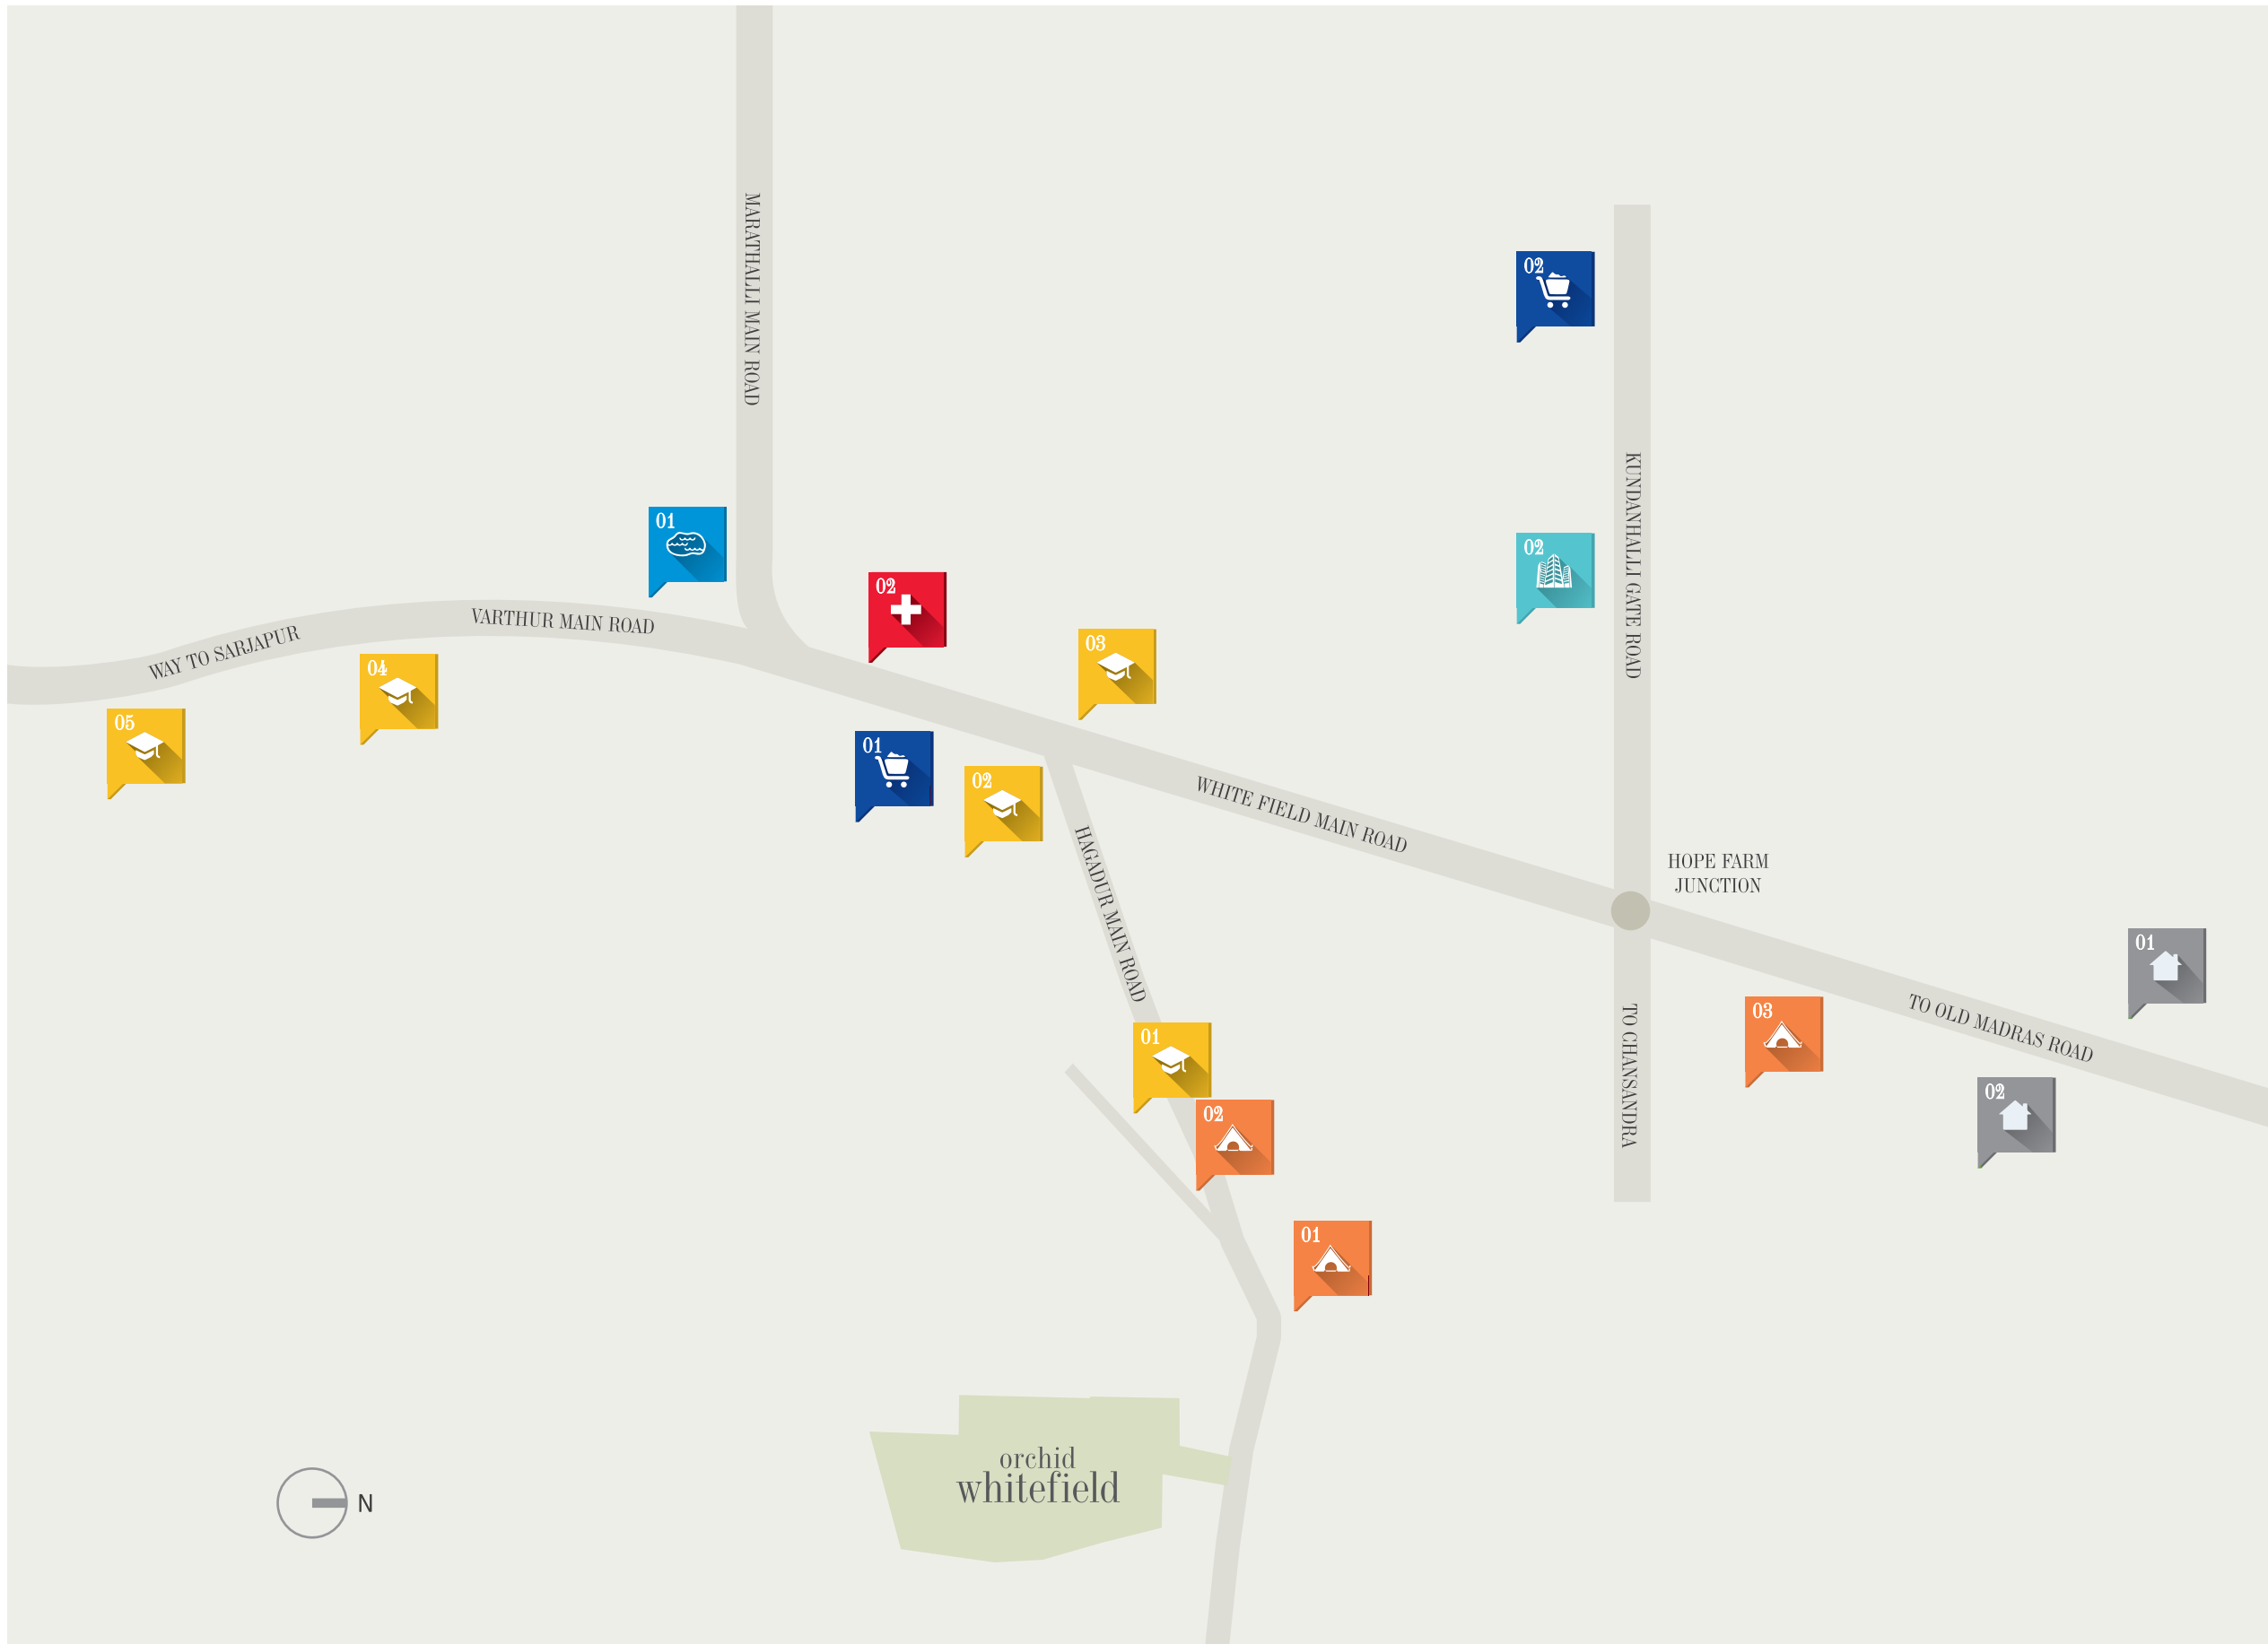 MARATHALLI MAIN ROAD
02
KUNDANHALLI GATE ROAD
01
02
02
03
WAY TO SARJAPUR
VARTHUR MAIN ROAD
04
05
01
02
WHITE FIELD MAIN ROAD
HAGADUR MAIN ROAD
HOPE FARM
JUNCTION
01
03
TO OLD MADRAS ROAD
TO CHANSANDRA
01
02
02
01
orchid
whitefield
N